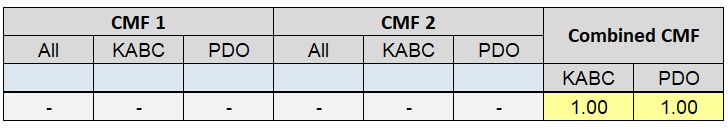 CMF 1 CMF 2 Combined CMF
All KABC PDO All KABC PDO
KABC PDO
- - - - - - 1.00 1.00